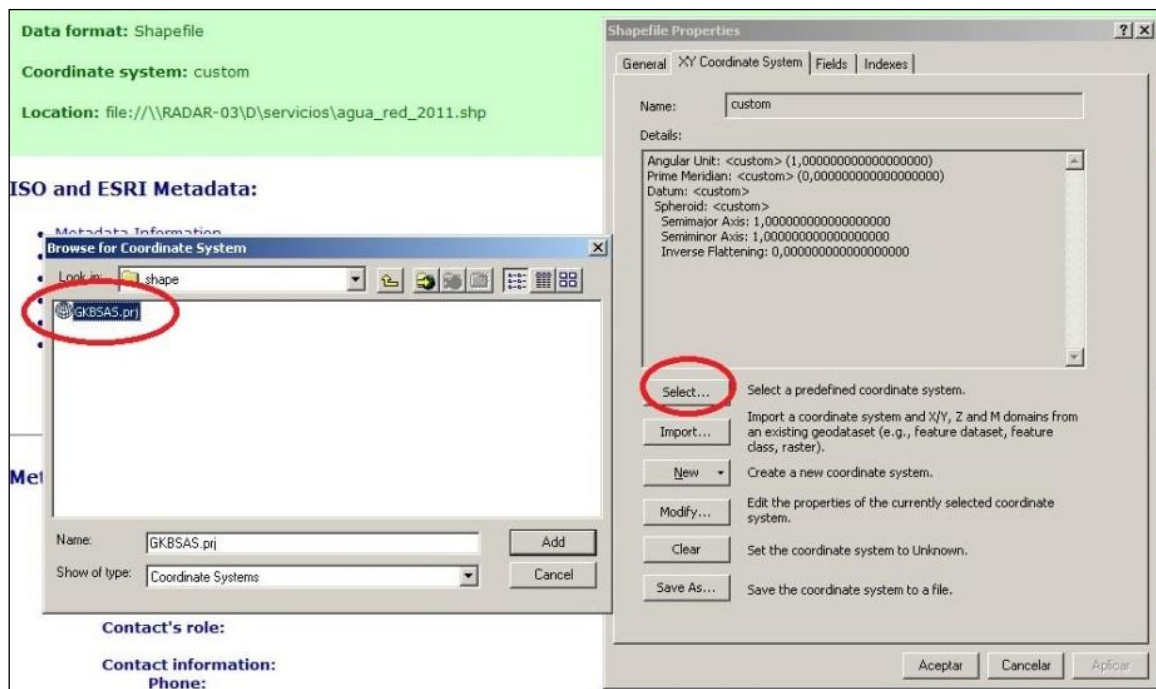 Data format: Shapefile
Coordinate system: custom
Location: file://\\RADAR-03\D\servicios\agua_red_2011.shp
ISO and ESRI Metadata:
Metadata Information
Browse for Coordinate System
Look in: shape
GKBSAS.prj
Name: GKBSAS.prj
Add
Show of type: Coordinate Systems
Cancel
Contact's role:
Contact information:
Phone:
Shapefile Properties
General XY Coordinate System Fields Indexes
Name: custom
Details:
Angular Unit: <custom> (1,000000000000000000)
Prime Meridian: <custom> (0,000000000000000000)
Datum: <custom>
Spheroid: <custom>
Semimajor Axis: 1,000000000000000000
Semiminor Axis: 1,000000000000000000
Inverse Flattening: 0,000000000000000000
Select... Select a predefined coordinate system.
Import... Import a coordinate system and X/Y, Z and M domains from
an existing geodataset (e.g., feature dataset, feature
class, raster).
New Create a new coordinate system.
Modify... Edit the properties of the currently selected coordinate
system.
Clear Set the coordinate system to Unknown.
Save As... Save the coordinate system to a file.
Aceptar Cancelar Aplicar